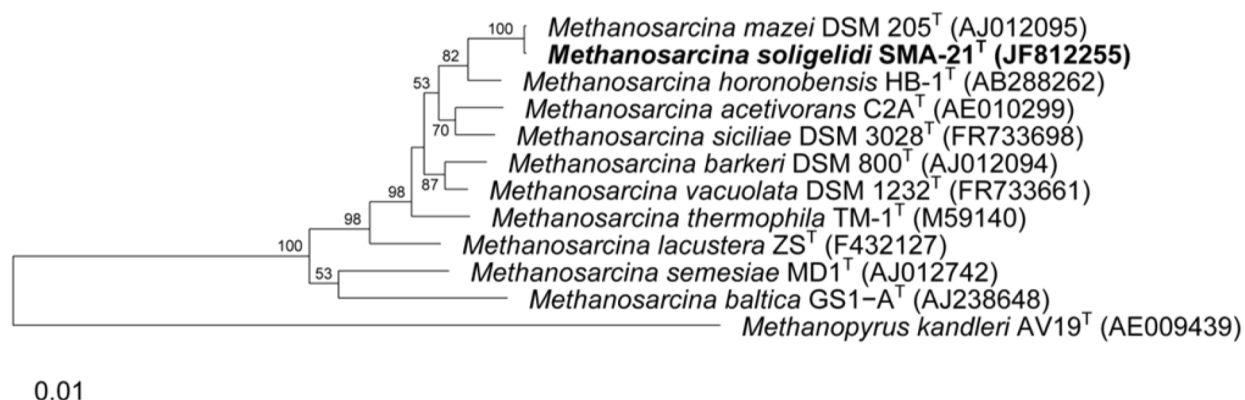 100 Methanosarcina mazei DSM 205ᵀ (AJ012095)
Methanosarcina soligelidi SMA-21ᵀ (JF812255)
82
Methanosarcina horonobensis HB-1ᵀ (AB288262)
53
Methanosarcina acetivorans C2Aᵀ (AE010299)
70 Methanosarcina siciliae DSM 3028ᵀ (FR733698)
Methanosarcina barkeri DSM 800ᵀ (AJ012094)
87 Methanosarcina vacuolata DSM 1232ᵀ (FR733661)
98
Methanosarcina thermophila TM-1ᵀ (M59140)
98
Methanosarcina lacustera ZSᵀ (F432127)
100
53 Methanosarcina semesiae MD1ᵀ (AJ012742)
Methanosarcina baltica GS1−Aᵀ (AJ238648)
Methanopyrus kandleri AV19ᵀ (AE009439)
0.01